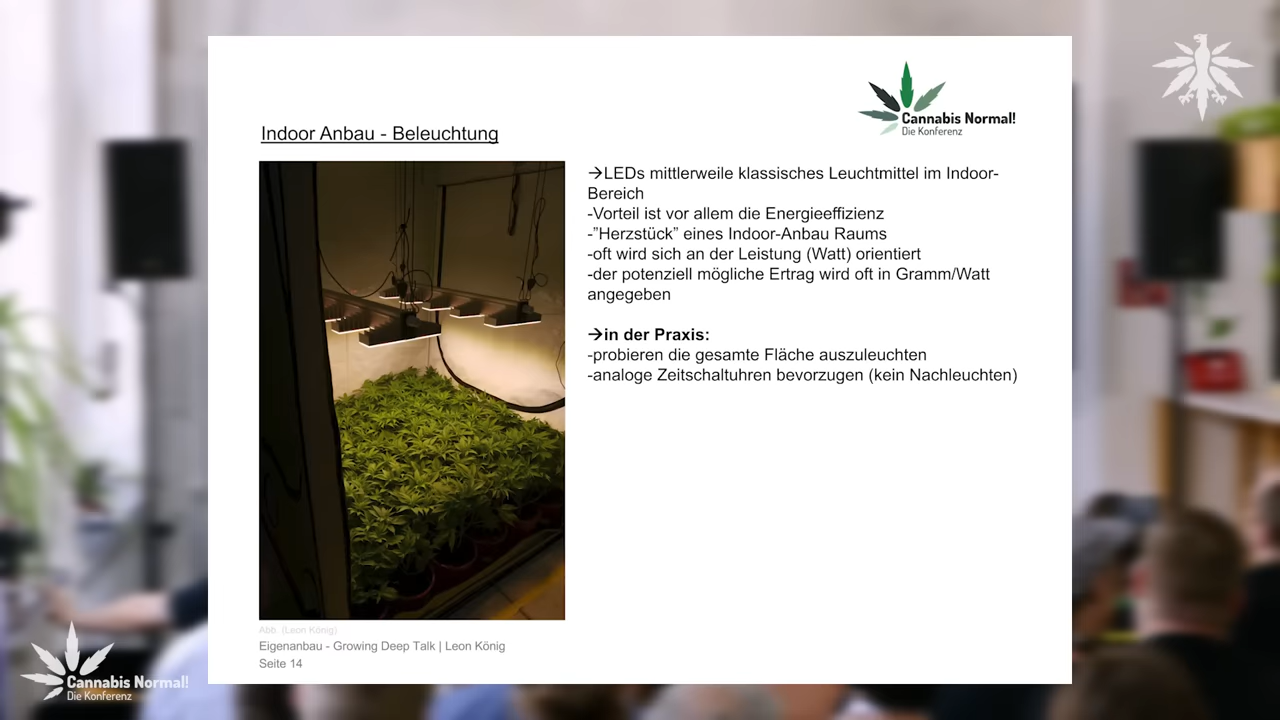 Cannabis Normal!
Die Konferenz
Indoor Anbau - Beleuchtung
→LEDs mittlerweile klassisches Leuchtmittel im Indoor-
Bereich
-Vorteil ist vor allem die Energieeffizienz
-”Herzstück” eines Indoor-Anbau Raums
-oft wird sich an der Leistung (Watt) orientiert
-der potenziell mögliche Ertrag wird oft in Gramm/Watt
angegeben
→in der Praxis:
-probieren die gesamte Fläche auszuleuchten
-analoge Zeitschaltuhren bevorzugen (kein Nachleuchten)
Abb. (Leon König)
Eigenanbau - Growing Deep Talk | Leon König
Seite 14
Cannabis Normal!
Die Konferenz